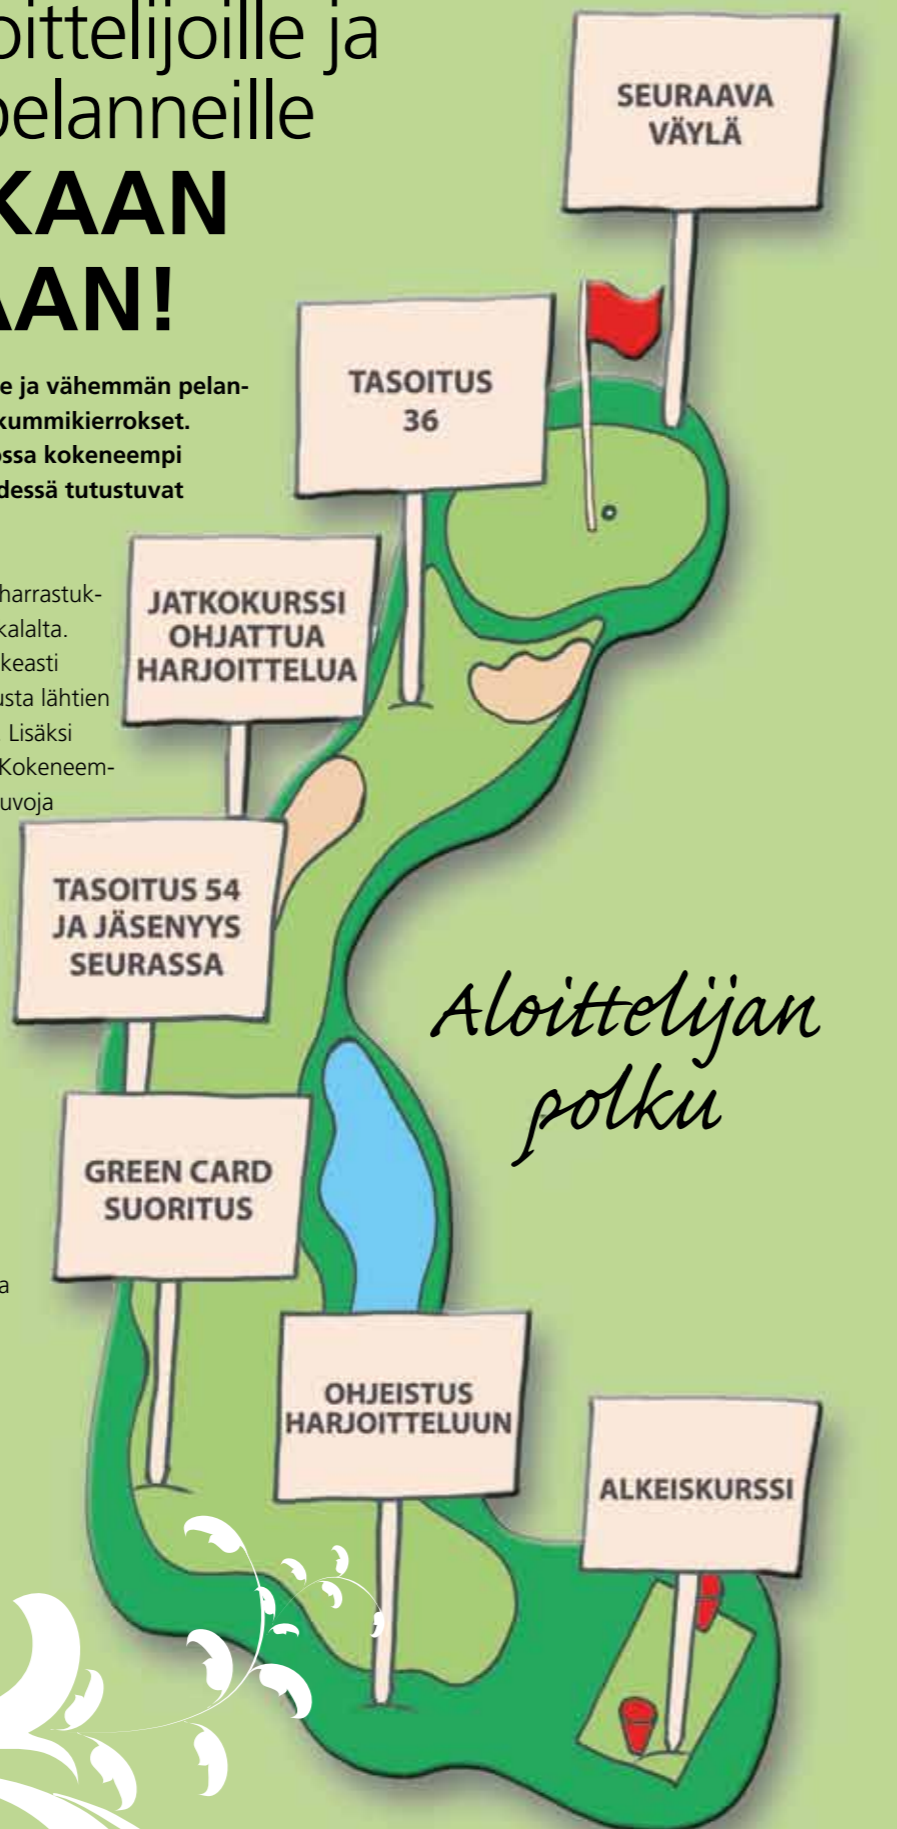 oittelijoille ja
pelanneille
KAAN
AAN!
e ja vähemmän pelan-
kummikierrokset.
ossa kokeneempi
dessä tutustuvat
harrastuk-
kalalta.
keasti
usta lähtien
Lisäksi
Kokeneem-
uvoja
a
SEURAAVA
VÄYLÄ
TASOITUS
36
JATKOKURSSI
OHJATTUA
HARJOITTELUA
TASOITUS 54
JA JÄSENYYS
SEURASSA
Aloittelijan
polku
GREEN CARD
SUORITUS
OHJEISTUS
HARJOITTELUUN
ALKEISKURSSI